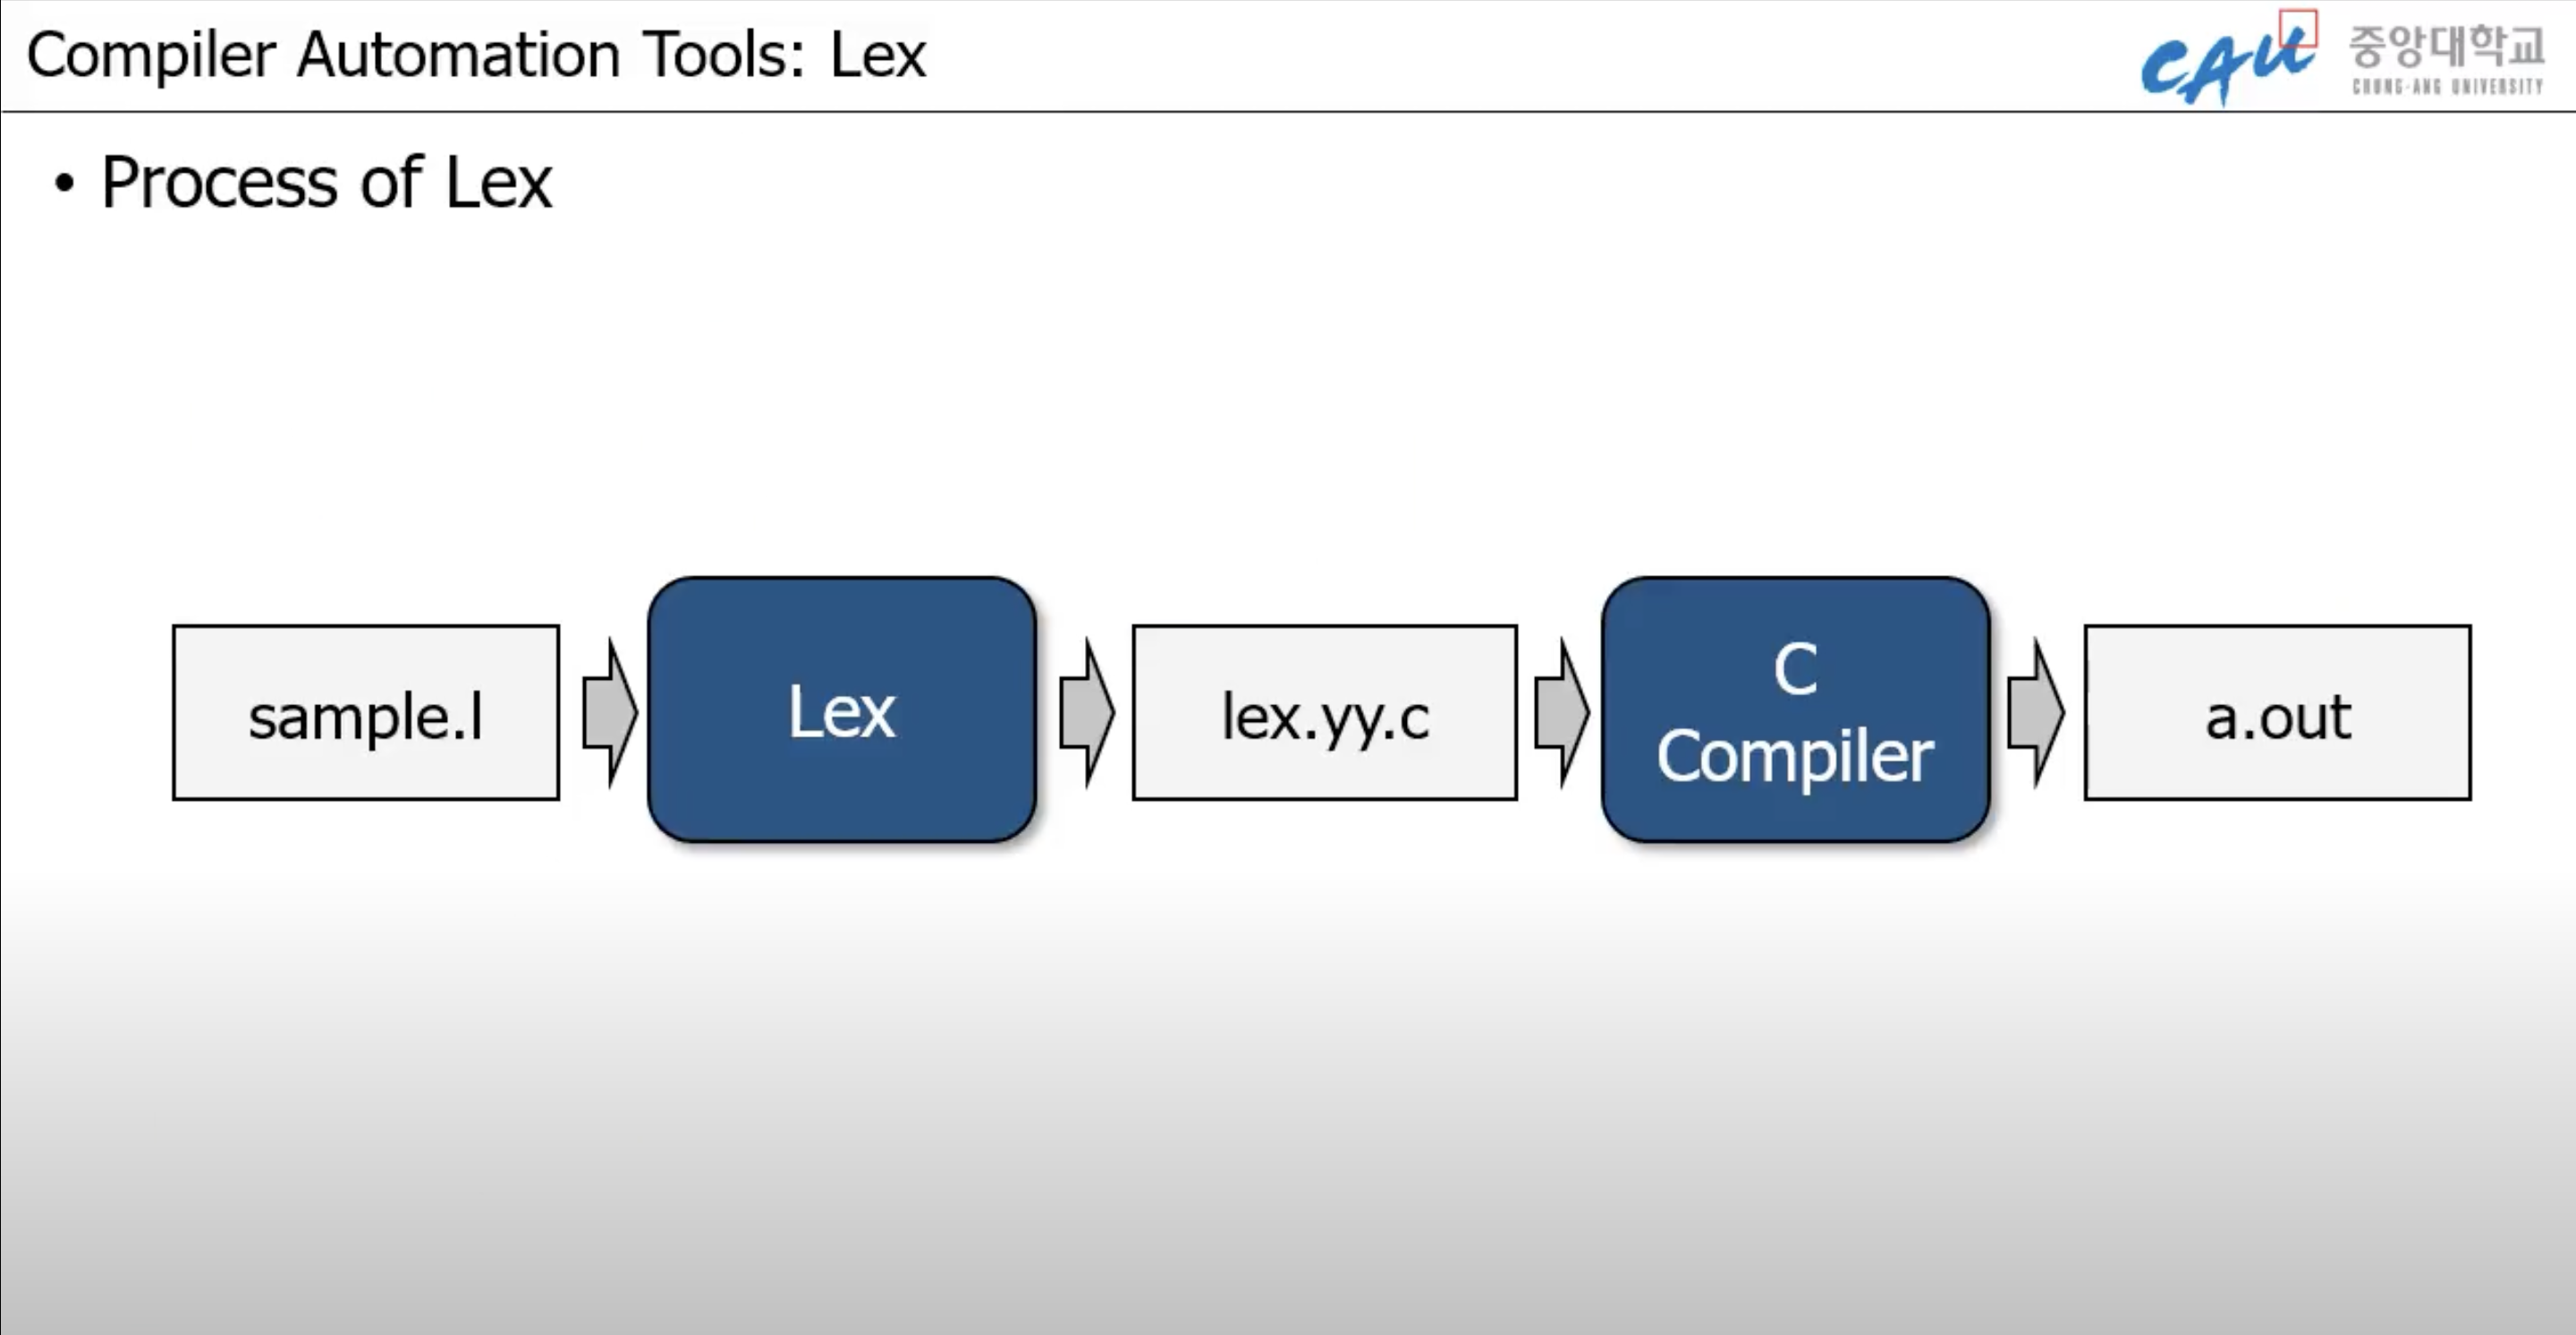 Compiler Automation Tools: Lex
CAU
중앙대학교
CHUNG-ANG UNIVERSITY
• Process of Lex
sample.l
Lex
lex.yy.c
C
Compiler
a.out